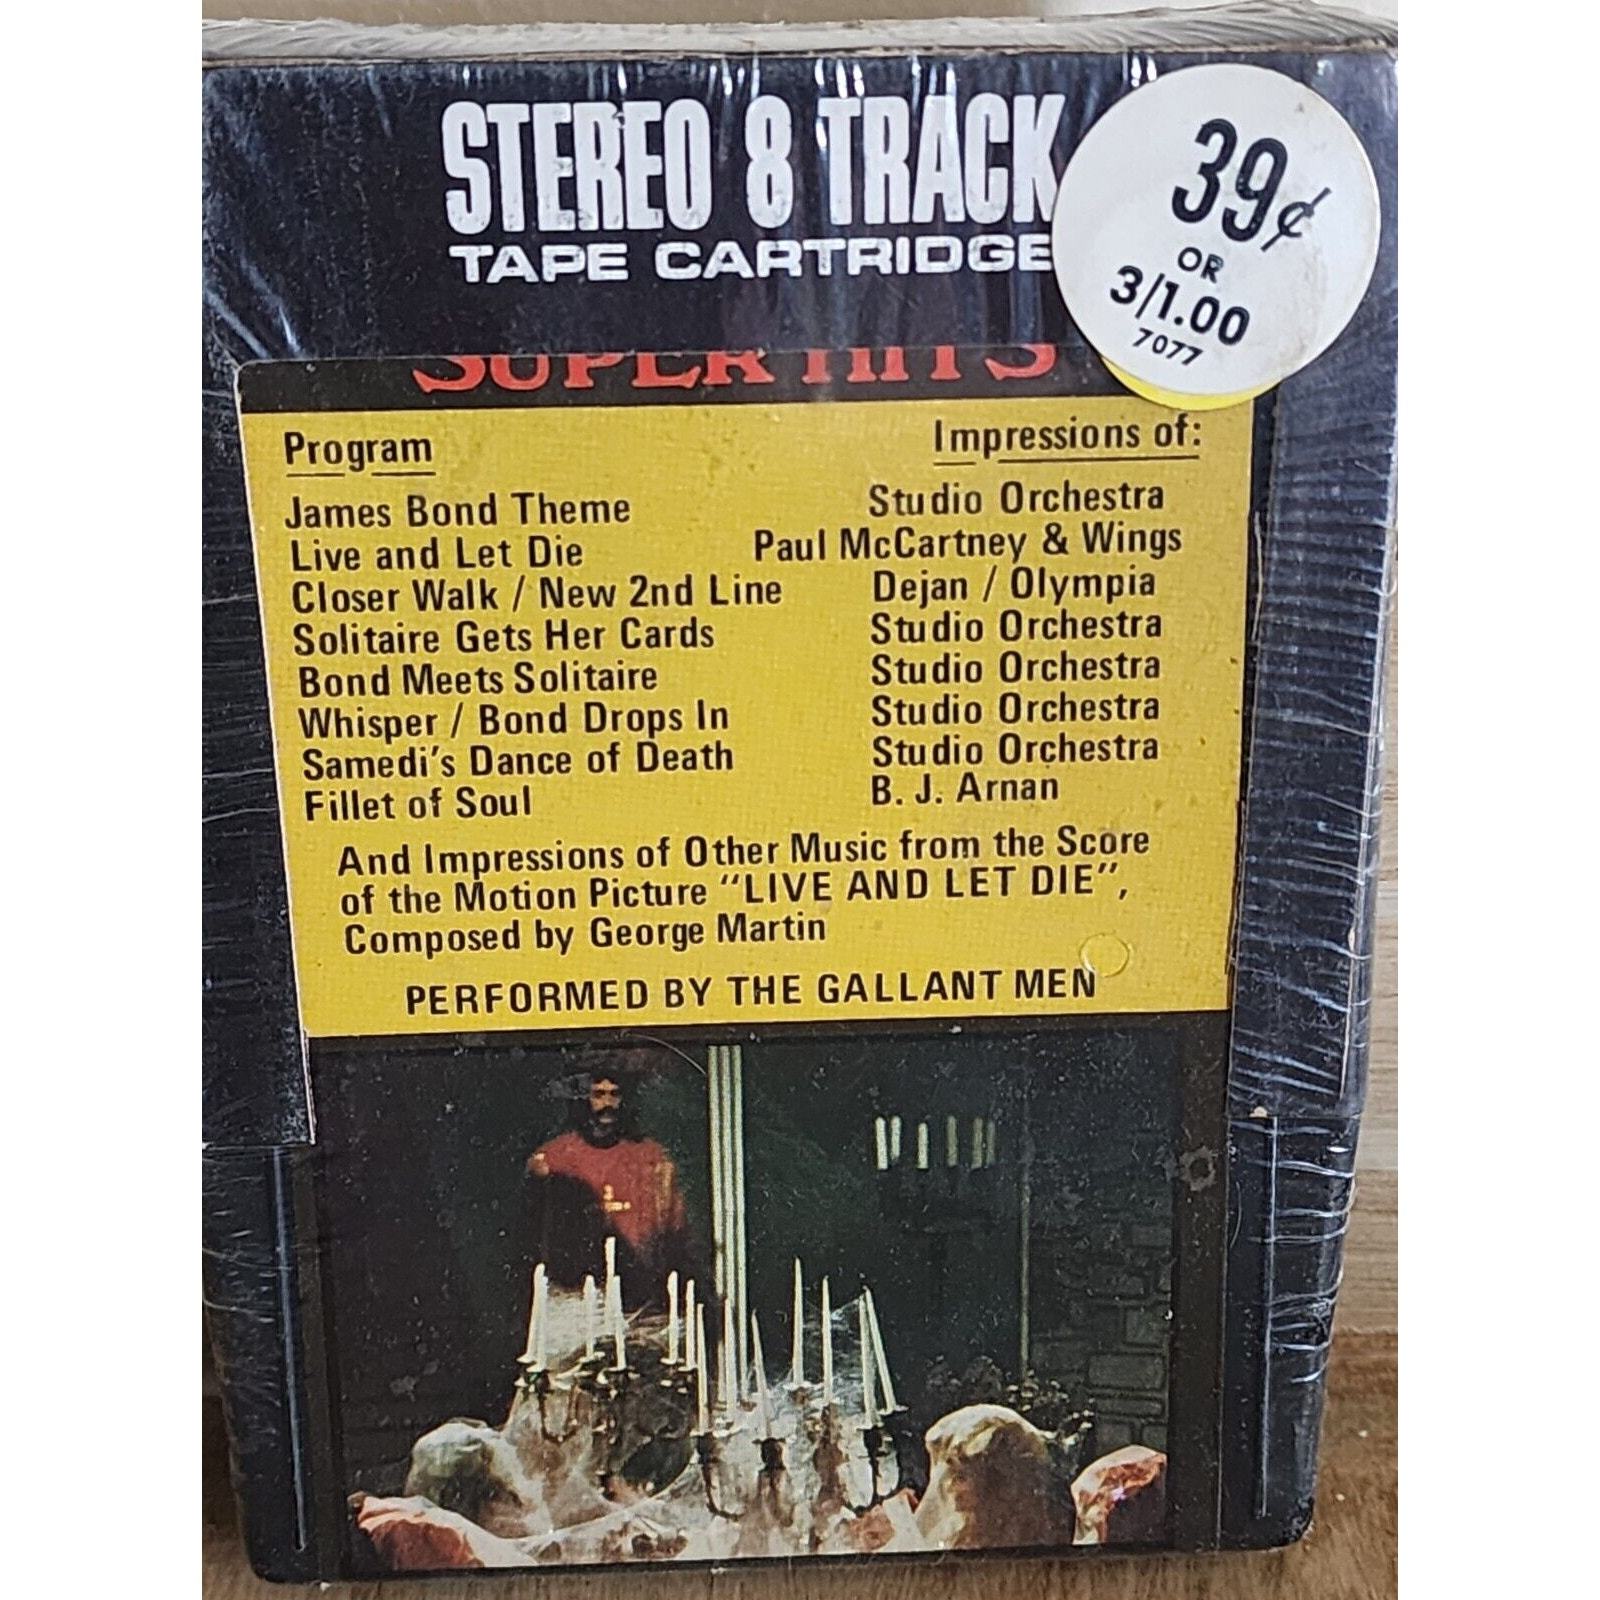 STEREO 8 TRACK
TAPE CARTRIDGE
39¢
OR
3/1.00
7077
SUPER HITS
Program Impressions of:
James Bond Theme Studio Orchestra
Live and Let Die Paul McCartney & Wings
Closer Walk / New 2nd Line Dejan / Olympia
Solitaire Gets Her Cards Studio Orchestra
Bond Meets Solitaire Studio Orchestra
Whisper / Bond Drops In Studio Orchestra
Samedi's Dance of Death Studio Orchestra
Fillet of Soul B. J. Arnan
And Impressions of Other Music from the Score
of the Motion Picture "LIVE AND LET DIE",
Composed by George Martin
PERFORMED BY THE GALLANT MEN